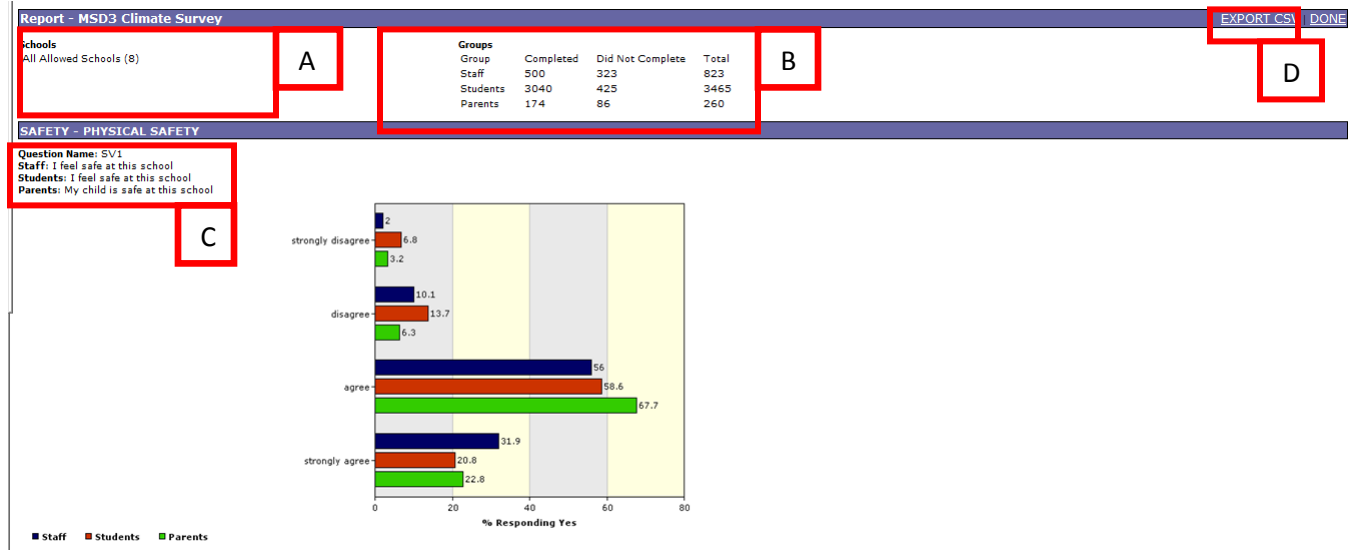 Report - MSD3 Climate Survey EXPORT CSV | DONE
Schools
All Allowed Schools (8)
A
Groups
Group Completed Did Not Complete Total
Staff 500 323 823
Students 3040 425 3465
Parents 174 86 260
B
D
SAFETY - PHYSICAL SAFETY
Question Name: SV1
Staff: I feel safe at this school
Students: I feel safe at this school
Parents: My child is safe at this school
C
strongly disagree
2
6.8
3.2
disagree
10.1
13.7
6.3
agree
56
58.6
67.7
strongly agree
31.9
20.8
22.8
0 20 40 60 80
% Responding Yes
Staff Students Parents